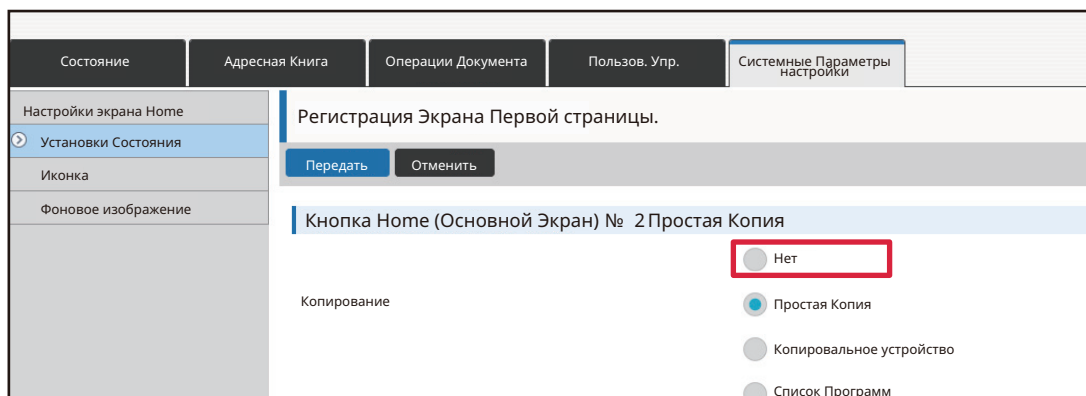 Состояние
Адресная Книга
Операции Документа
Пользов. Упр.
Системные Параметры
настройки
Настройки экрана Home
Установки Состояния
Иконка
Фоновое изображение
Регистрация Экрана Первой страницы.
Передать
Отменить
Кнопка Home (Основной Экран) № 2 Простая Копия
Нет
Копирование
Простая Копия
Копировальное устройство
Список Программ